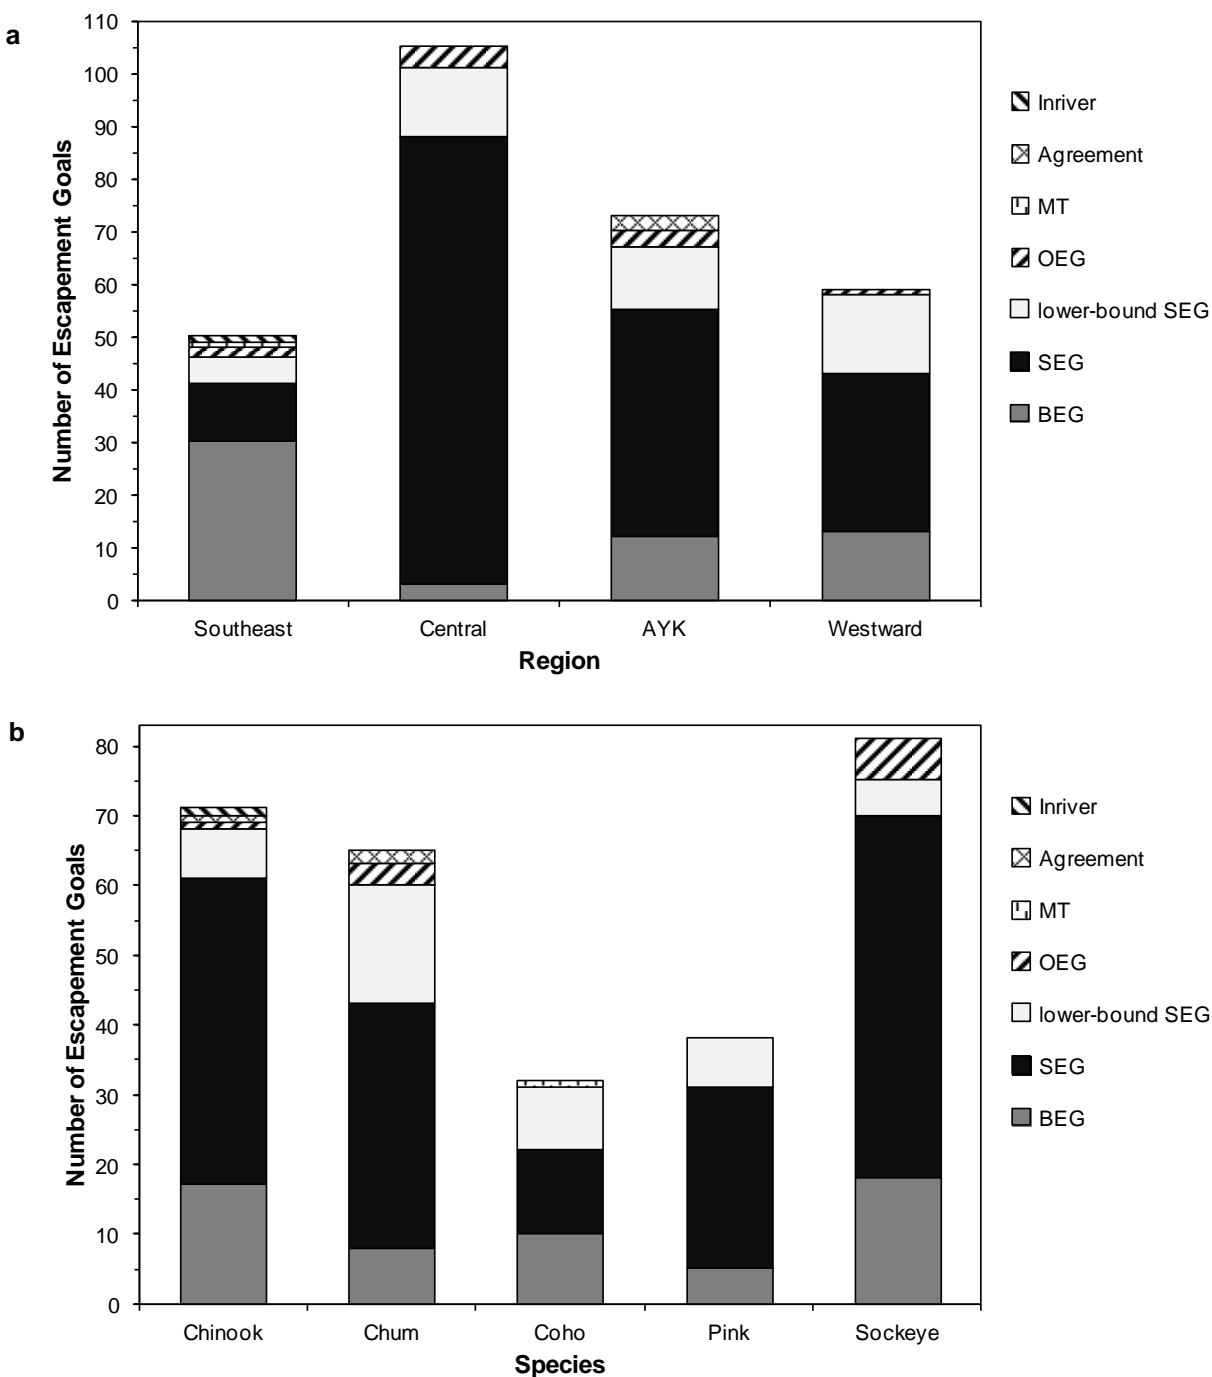 a
Number of Escapement Goals
110
100
90
80
70
60
50
40
30
20
10
0
Southeast Central AYK Westward
Region
Inriver
Agreement
MT
OEG
lower-bound SEG
SEG
BEG
b
Number of Escapement Goals
80
70
60
50
40
30
20
10
0
Chinook Chum Coho Pink Sockeye
Species
Inriver
Agreement
MT
OEG
lower-bound SEG
SEG
BEG